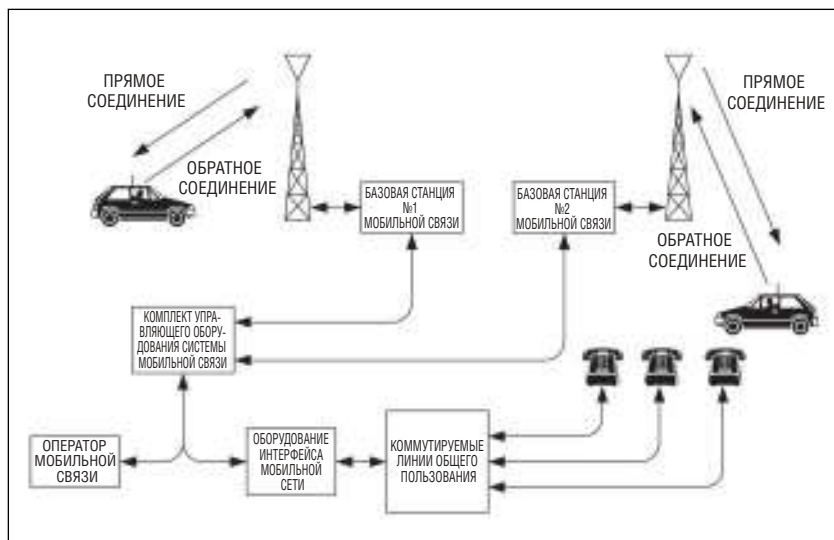 ПРЯМОЕ
СОЕДИНЕНИЕ
ОБРАТНОЕ
СОЕДИНЕНИЕ
БАЗОВАЯ СТАНЦИЯ
№1
МОБИЛЬНОЙ СВЯЗИ
БАЗОВАЯ СТАНЦИЯ
№2
МОБИЛЬНОЙ СВЯЗИ
ПРЯМОЕ
СОЕДИНЕНИЕ
ОБРАТНОЕ
СОЕДИНЕНИЕ
КОМПЛЕКТ УПРА-
ВЛЯЮЩЕГО ОБОРУ-
ДОВАНИЯ СИСТЕМЫ
МОБИЛЬНОЙ СВЯЗИ
ОПЕРАТОР
МОБИЛЬНОЙ
СВЯЗИ
ОБОРУДОВАНИЕ
ИНТЕРФЕЙСА
МОБИЛЬНОЙ
СЕТИ
КОММУТИРУЕМЫЕ
ЛИНИИ ОБЩЕГО
ПОЛЬЗОВАНИЯ